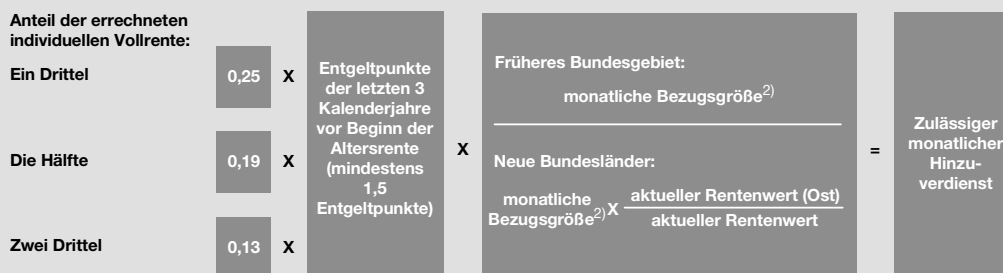 Anteil der errechneten
individuellen Vollrente:
Ein Drittel
0,25 X
Die Hälfte
0,19 X
Zwei Drittel
0,13 X
Entgeltpunkte
der letzten 3
Kalenderjahre
vor Beginn der
Altersrente
(mindestens
1,5
Entgeltpunkte)
X
Früheres Bundesgebiet:
monatliche Bezugsgröße2)
Neue Bundesländer:
monatliche
Bezugsgröße2) X
aktueller Rentenwert (Ost)
aktueller Rentenwert
=
Zulässiger
monatlicher
Hinzu-
verdienst